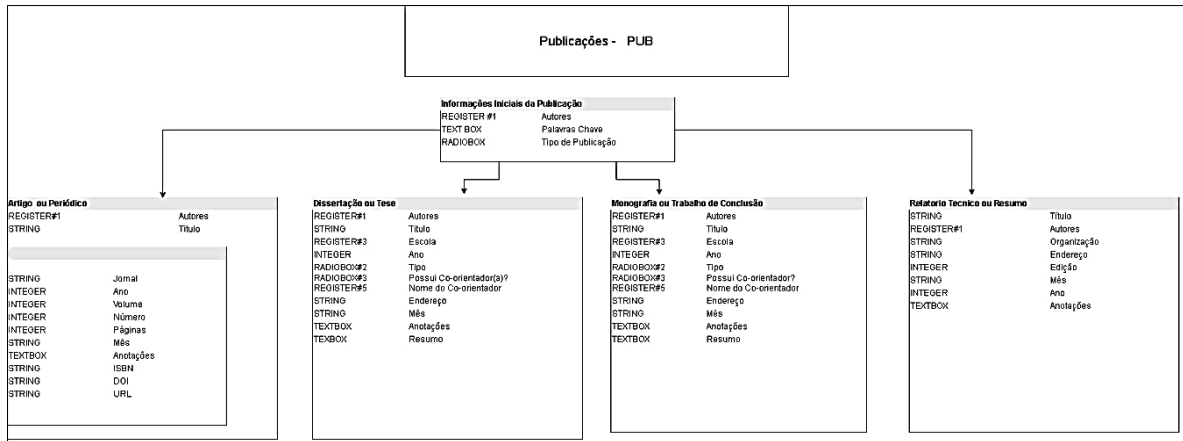 Publicações - PUB
Informações Iniciais da Publicação
REGISTER #1 Autores
TEXT BOX Palavras Chave
RADIOBOX Tipo de Publicação
Artigo ou Periódico
REGISTER#1 Autores
STRING Titulo
STRING Jornal
INTEGER Ano
INTEGER Volume
INTEGER Número
INTEGER Páginas
STRING Mês
TEXTBOX Anotações
STRING ISBN
STRING DOI
STRING URL
Dissertação ou Tese
REGISTER#1 Autores
STRING Título
REGISTER#3 Escola
INTEGER Ano
RADIOBOX#2 Tipo
RADIOBOX#3 Possui Co-orientador(a)?
REGISTER#5 Nome do Co-orientador
STRING Endereço
STRING Mês
TEXTBOX Anotações
TEXBOX Resumo
Monografia ou Trabalho de Conclusão
REGISTER#1 Autores
STRING Título
REGISTER#3 Escola
INTEGER Ano
RADIOBOX#2 Tipo
RADIOBOX#3 Possui Co-orientador?
REGISTER#5 Nome do Co-orientador
STRING Endereço
STRING Mês
TEXTBOX Anotações
TEXTBOX Resumo
Relatorio Tecnico ou Resumo
STRING Título
REGISTER#1 Autores
STRING Organização
STRING Endereço
INTEGER Edição
STRING Mês
INTEGER Ano
TEXTBOX Anotações